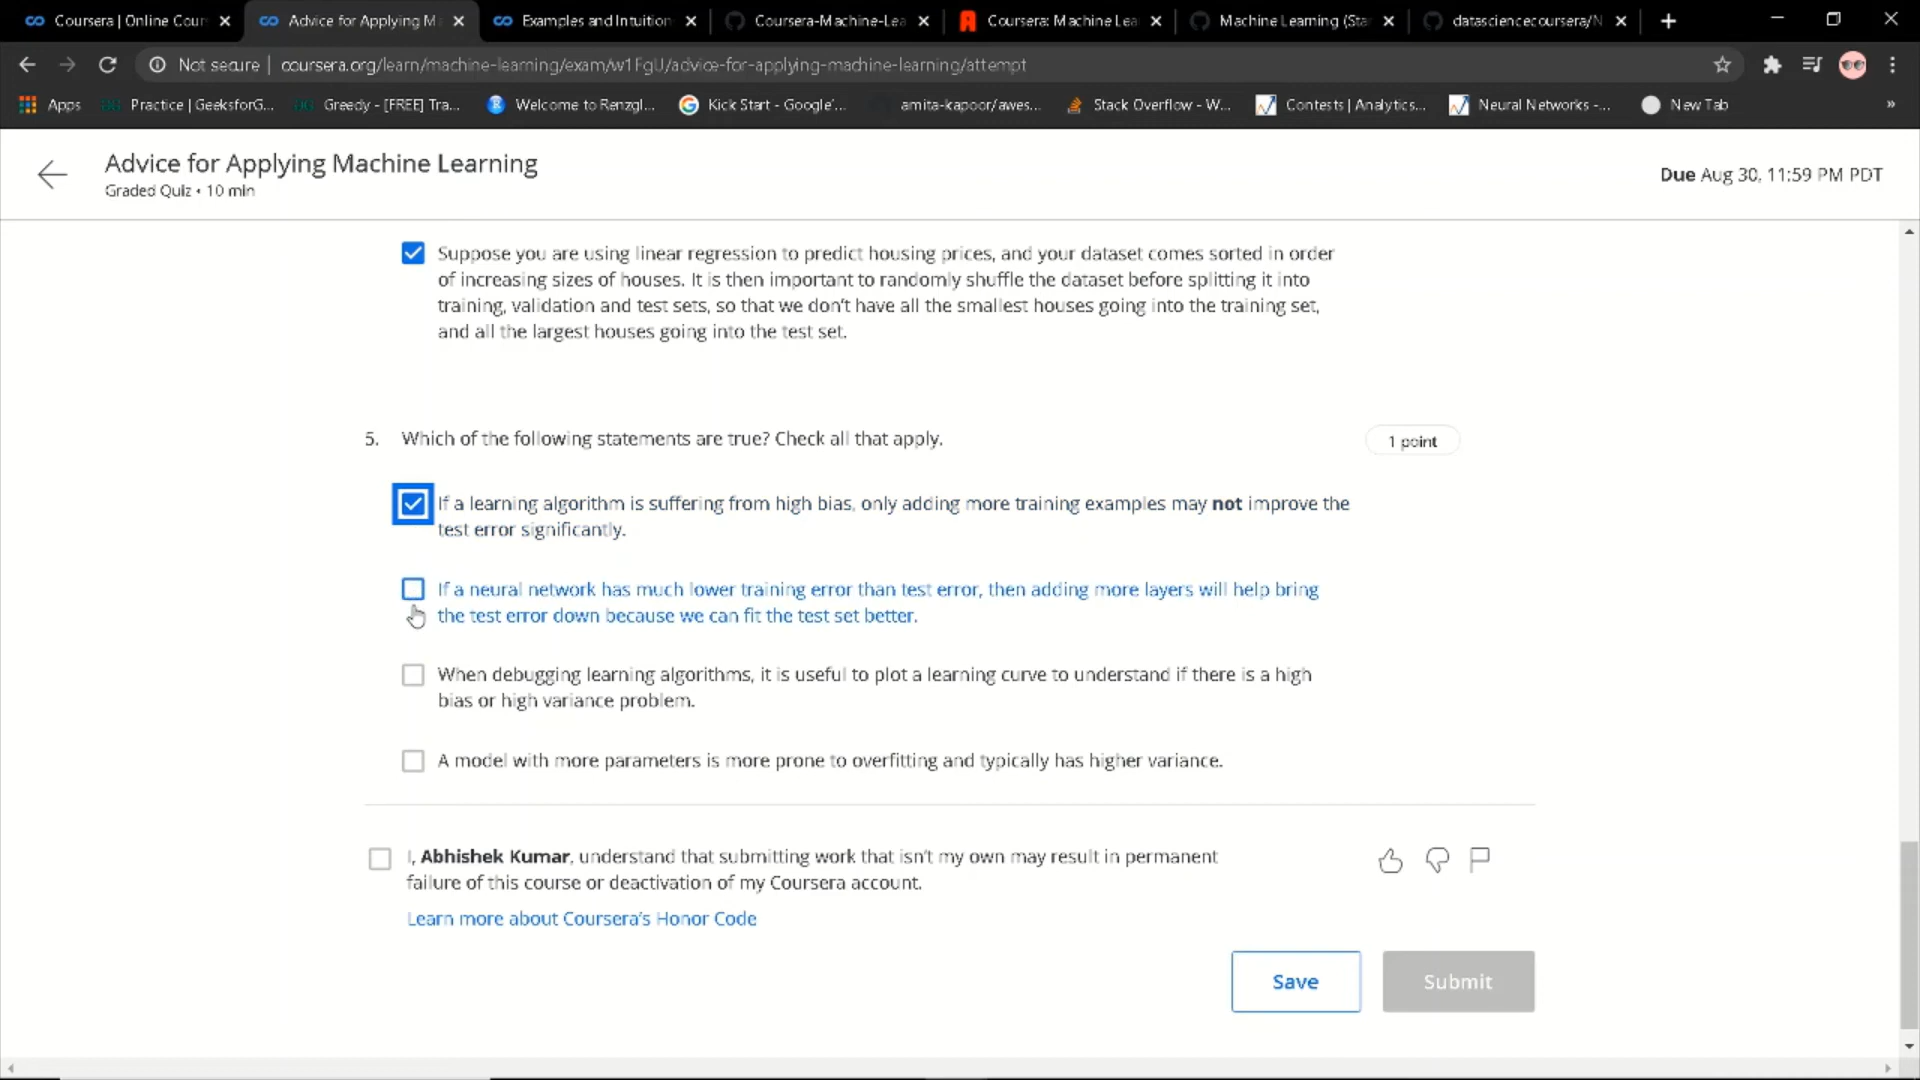 Coursera | Online Cour
Advice for Applying M
Examples and Intuition
Coursera-Machine-Lea
Coursera: Machine Lea
Machine Learning (Sta
datasciencecoursera/N
Not secure
coursera.org/learn/machine-learning/exam/w1FgU/advice-for-applying-machine-learning/attempt
Apps
Practice | GeeksforG...
Greedy - [FREE] Tra...
Welcome to Renzgl...
Kick Start - Google'...
amita-kapoor/awes...
Stack Overflow - W...
Contests | Analytics...
Neural Networks -...
New Tab
»
Advice for Applying Machine Learning
Graded Quiz • 10 min
Due Aug 30, 11:59 PM PDT
Suppose you are using linear regression to predict housing prices, and your dataset comes sorted in order
of increasing sizes of houses. It is then important to randomly shuffle the dataset before splitting it into
training, validation and test sets, so that we don't have all the smallest houses going into the training set,
and all the largest houses going into the test set.
5. Which of the following statements are true? Check all that apply.
1 point
If a learning algorithm is suffering from high bias, only adding more training examples may not improve the
test error significantly.
If a neural network has much lower training error than test error, then adding more layers will help bring
the test error down because we can fit the test set better.
When debugging learning algorithms, it is useful to plot a learning curve to understand if there is a high
bias or high variance problem.
A model with more parameters is more prone to overfitting and typically has higher variance.
I, Abhishek Kumar, understand that submitting work that isn't my own may result in permanent
failure of this course or deactivation of my Coursera account.
Learn more about Coursera's Honor Code
Save
Submit